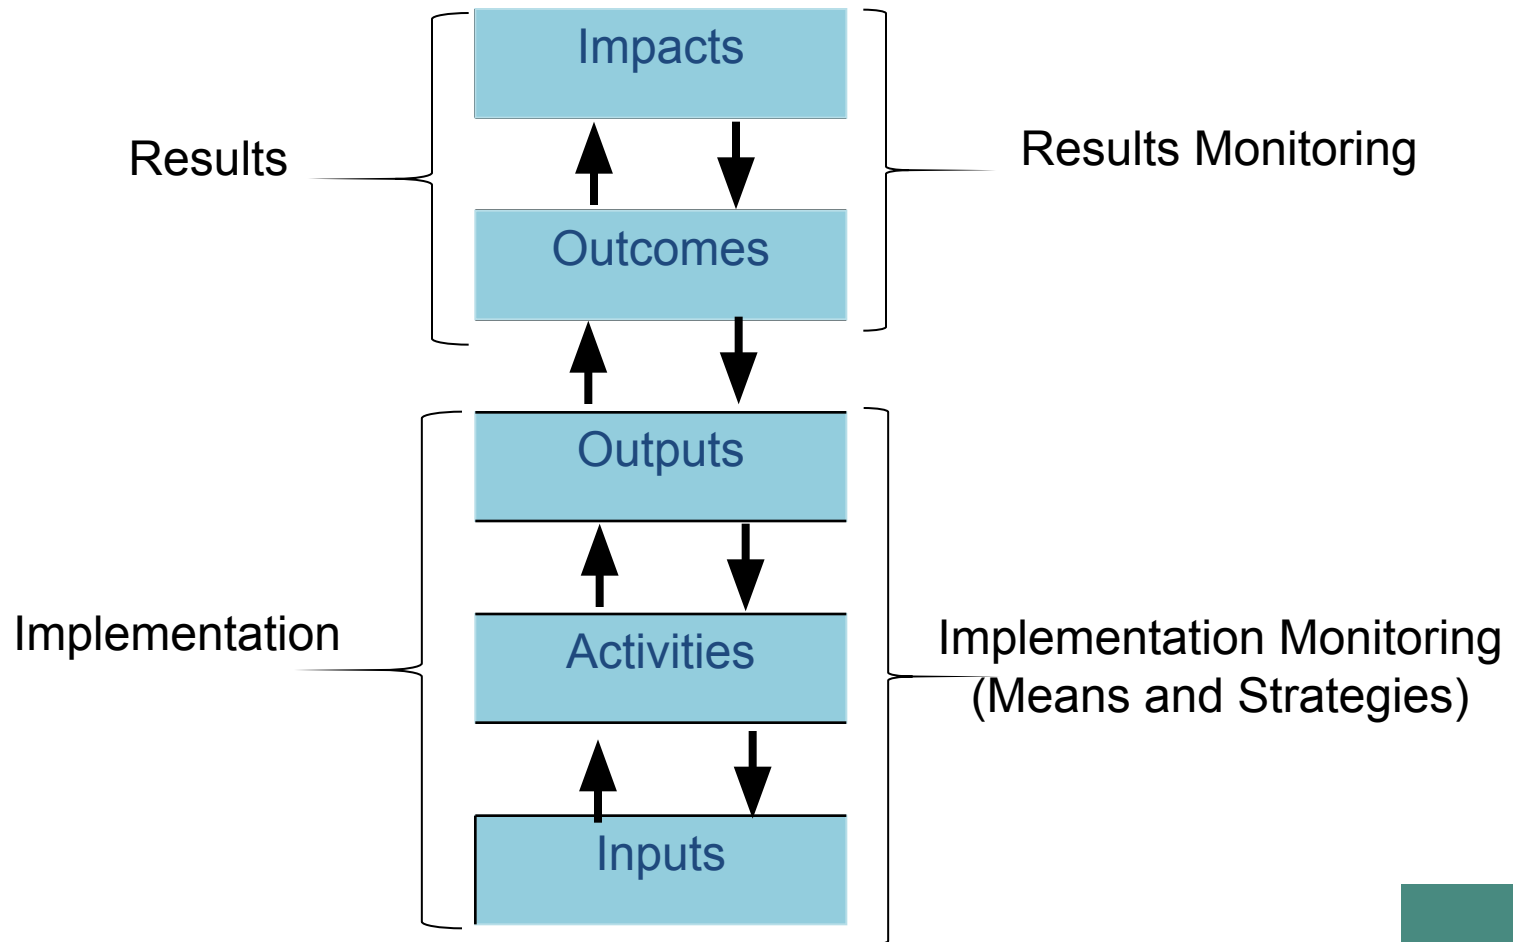 Impacts
Results
Results Monitoring
Outcomes
Outputs
Implementation
Activities
Implementation Monitoring
(Means and Strategies)
Inputs